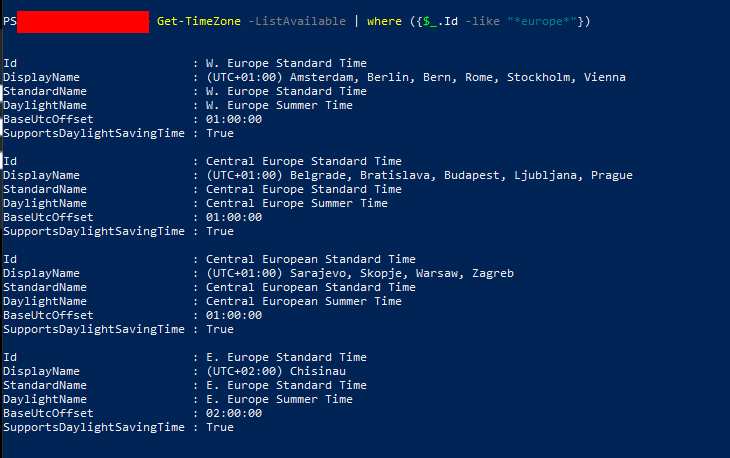 PS Get-TimeZone -ListAvailable | where ({$_.Id -like "*europe*"})
Id : W. Europe Standard Time
DisplayName : (UTC+01:00) Amsterdam, Berlin, Bern, Rome, Stockholm, Vienna
StandardName : W. Europe Standard Time
DaylightName : W. Europe Summer Time
BaseUtcOffset : 01:00:00
SupportsDaylightSavingTime : True
Id : Central Europe Standard Time
DisplayName : (UTC+01:00) Belgrade, Bratislava, Budapest, Ljubljana, Prague
StandardName : Central Europe Standard Time
DaylightName : Central Europe Summer Time
BaseUtcOffset : 01:00:00
SupportsDaylightSavingTime : True
Id : Central European Standard Time
DisplayName : (UTC+01:00) Sarajevo, Skopje, Warsaw, Zagreb
StandardName : Central European Standard Time
DaylightName : Central European Summer Time
BaseUtcOffset : 01:00:00
SupportsDaylightSavingTime : True
Id : E. Europe Standard Time
DisplayName : (UTC+02:00) Chisinau
StandardName : E. Europe Standard Time
DaylightName : E. Europe Summer Time
BaseUtcOffset : 02:00:00
SupportsDaylightSavingTime : True